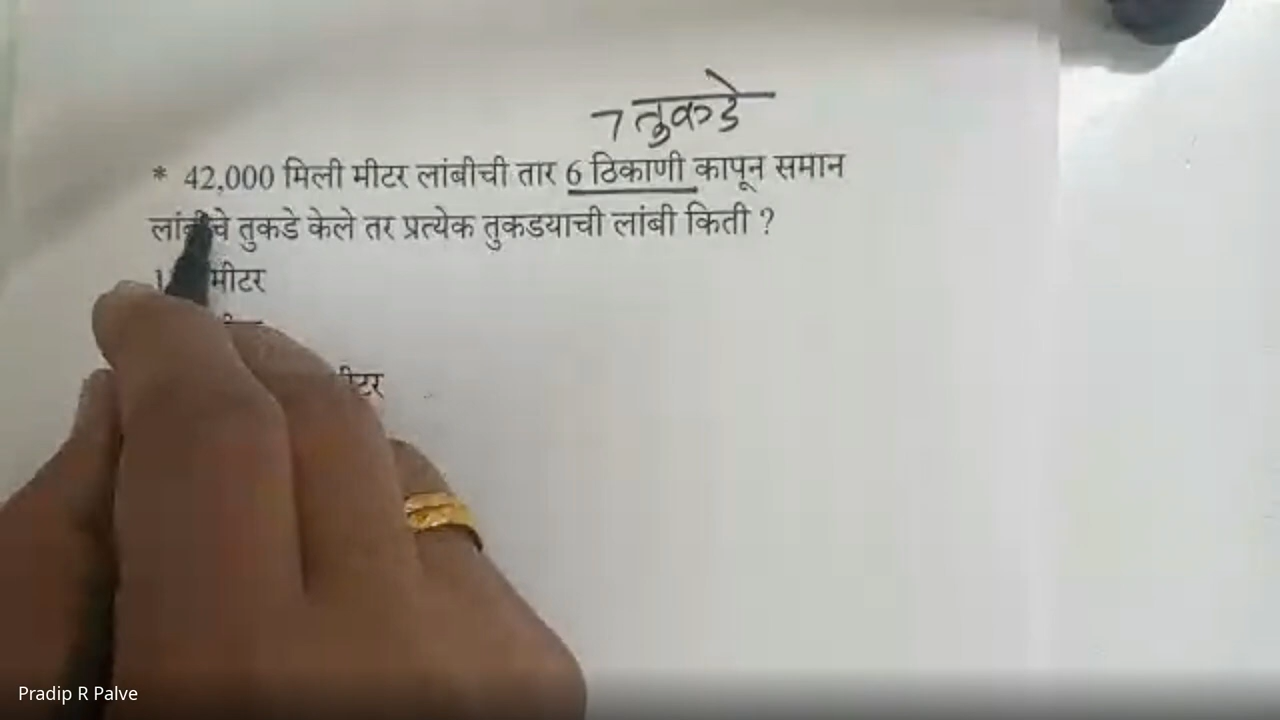 7 तुकडे
* 42,000 मिली मीटर लांबीची तार 6 ठिकाणी कापून समान
तुकडे केले तर प्रत्येक तुकडयाची लांबी किती ?
मीटर
Pradip R Palve